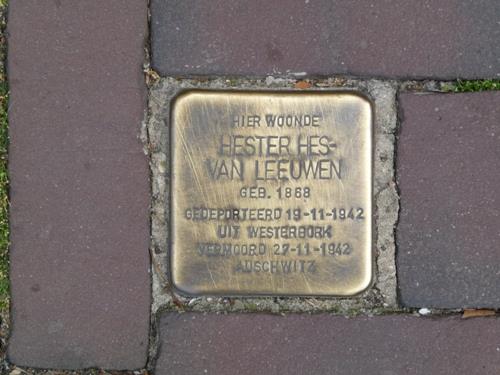 HIER WOONDE
HESTER HES-
VAN LEEUWEN
GEB. 1868
GEDEPORTEERD 19-11-1942
UIT WESTERBORK
VERMOORD 27-11-1942
AUSCHWITZ